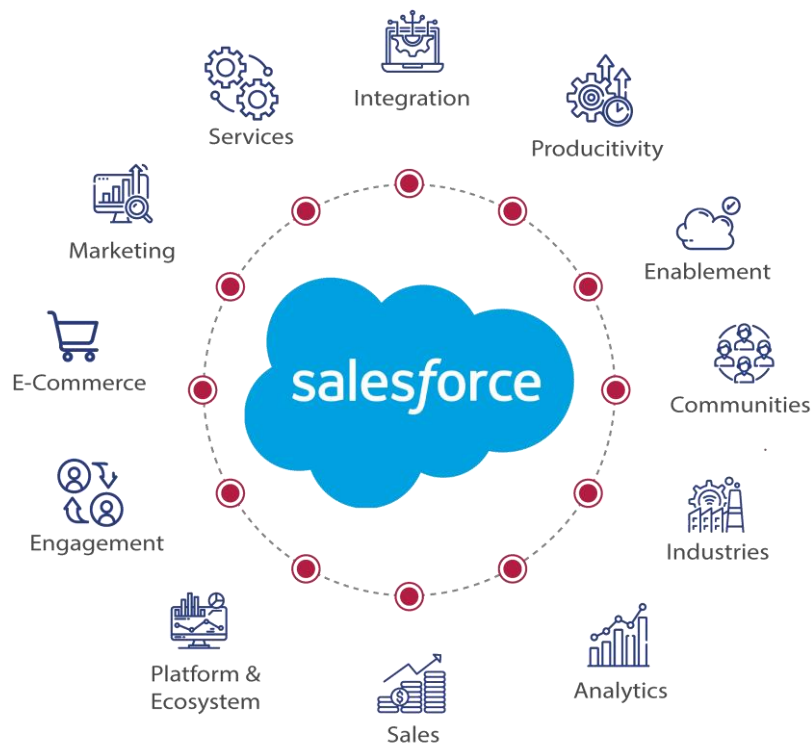 Integration
Services
Producitivity
Marketing
Enablement
E-Commerce
salesforce
Communities
Engagement
Industries
Platform &
Ecosystem
Analytics
Sales